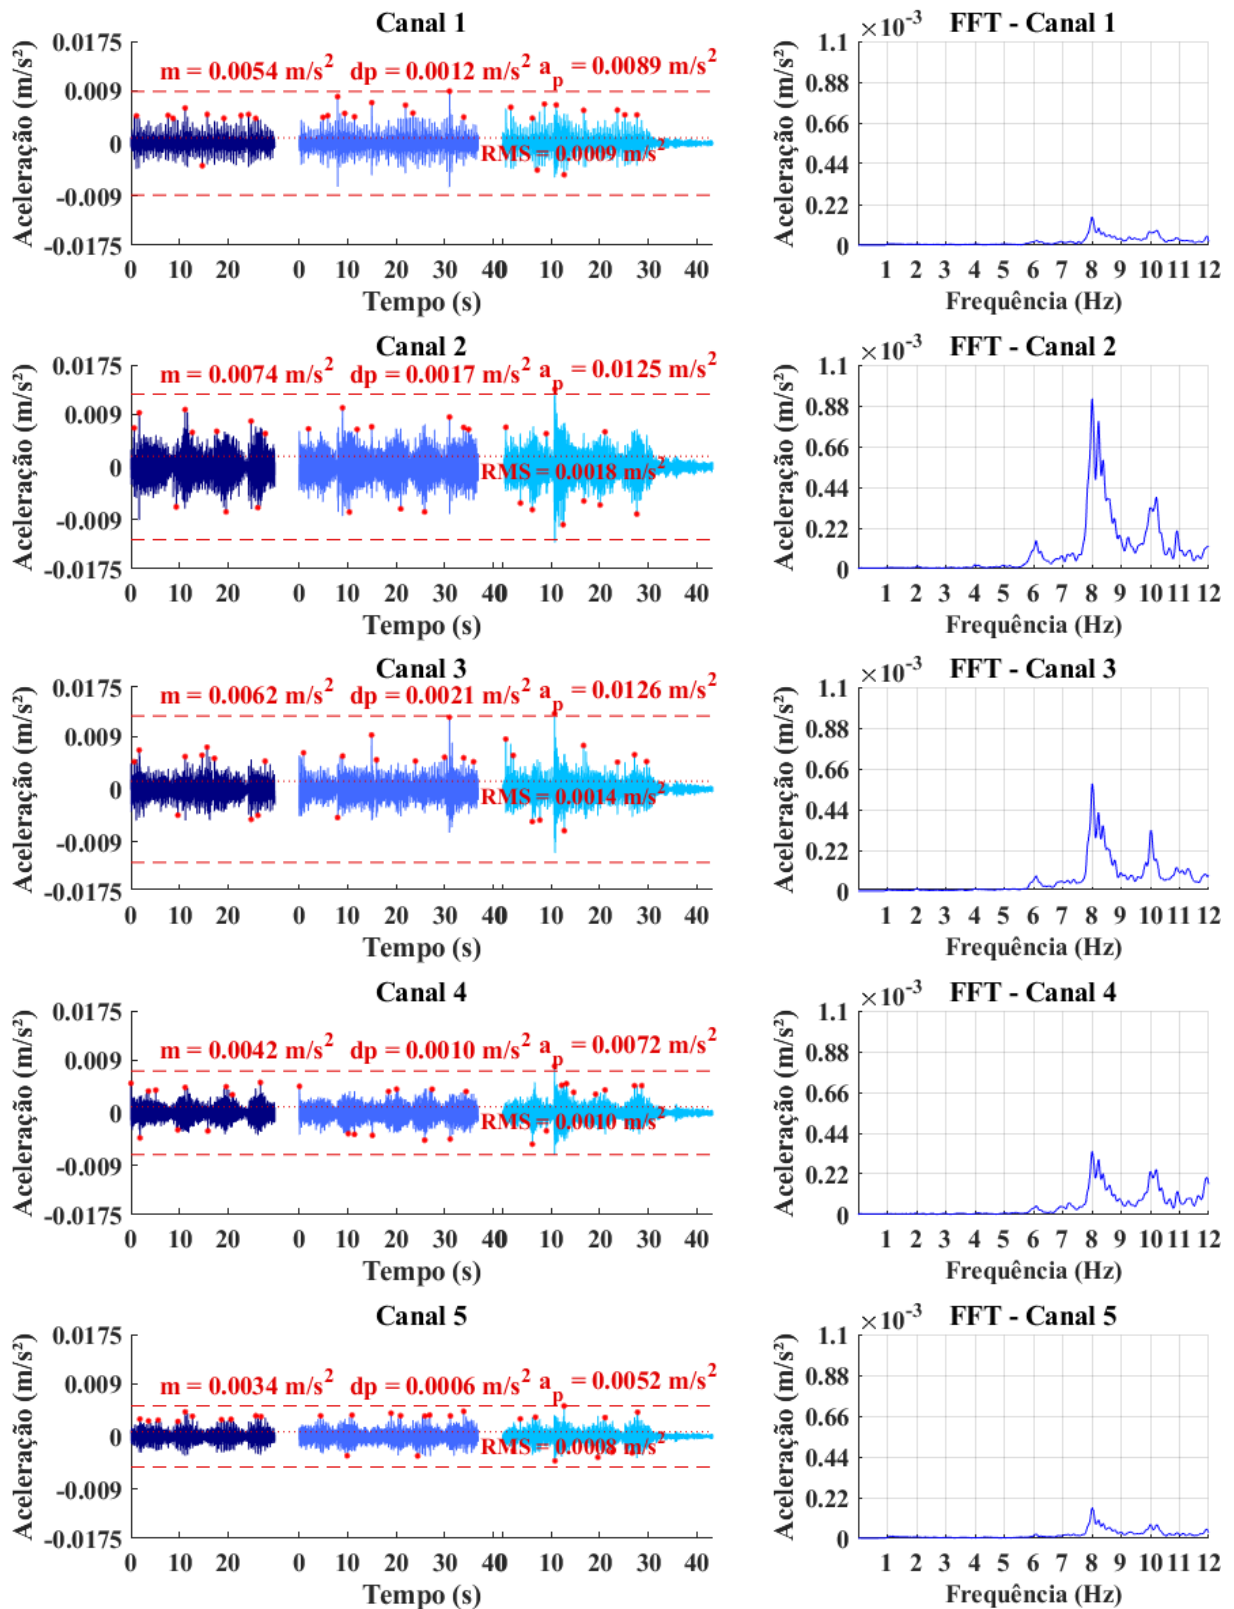 Canal 1
0.0175
0.009
0
-0.009
-0.0175
Aceleração (m/s²)
m = 0.0054 m/s² dp = 0.0012 m/s² a_p = 0.0089 m/s²
RMS = 0.0009 m/s²
0 10 20 0 10 20 30 40 0 10 20 30 40
Tempo (s)
×10⁻³ FFT - Canal 1
1.1
0.88
0.66
0.44
0.22
0
Aceleração (m/s²)
1 2 3 4 5 6 7 8 9 10 11 12
Frequência (Hz)
Canal 2
0.0175
0.009
0
-0.009
-0.0175
Aceleração (m/s²)
m = 0.0074 m/s² dp = 0.0017 m/s² a_p = 0.0125 m/s²
RMS = 0.0018 m/s²
0 10 20 0 10 20 30 40 0 10 20 30 40
Tempo (s)
×10⁻³ FFT - Canal 2
1.1
0.88
0.66
0.44
0.22
0
Aceleração (m/s²)
1 2 3 4 5 6 7 8 9 10 11 12
Frequência (Hz)
Canal 3
0.0175
0.009
0
-0.009
-0.0175
Aceleração (m/s²)
m = 0.0062 m/s² dp = 0.0021 m/s² a_p = 0.0126 m/s²
RMS = 0.0014 m/s²
0 10 20 0 10 20 30 40 0 10 20 30 40
Tempo (s)
×10⁻³ FFT - Canal 3
1.1
0.88
0.66
0.44
0.22
0
Aceleração (m/s²)
1 2 3 4 5 6 7 8 9 10 11 12
Frequência (Hz)
Canal 4
0.0175
0.009
0
-0.009
-0.0175
Aceleração (m/s²)
m = 0.0042 m/s² dp = 0.0010 m/s² a_p = 0.0072 m/s²
RMS = 0.0010 m/s²
0 10 20 0 10 20 30 40 0 10 20 30 40
Tempo (s)
×10⁻³ FFT - Canal 4
1.1
0.88
0.66
0.44
0.22
0
Aceleração (m/s²)
1 2 3 4 5 6 7 8 9 10 11 12
Frequência (Hz)
Canal 5
0.0175
0.009
0
-0.009
-0.0175
Aceleração (m/s²)
m = 0.0034 m/s² dp = 0.0006 m/s² a_p = 0.0052 m/s²
RMS = 0.0008 m/s²
0 10 20 0 10 20 30 40 0 10 20 30 40
Tempo (s)
×10⁻³ FFT - Canal 5
1.1
0.88
0.66
0.44
0.22
0
Aceleração (m/s²)
1 2 3 4 5 6 7 8 9 10 11 12
Frequência (Hz)